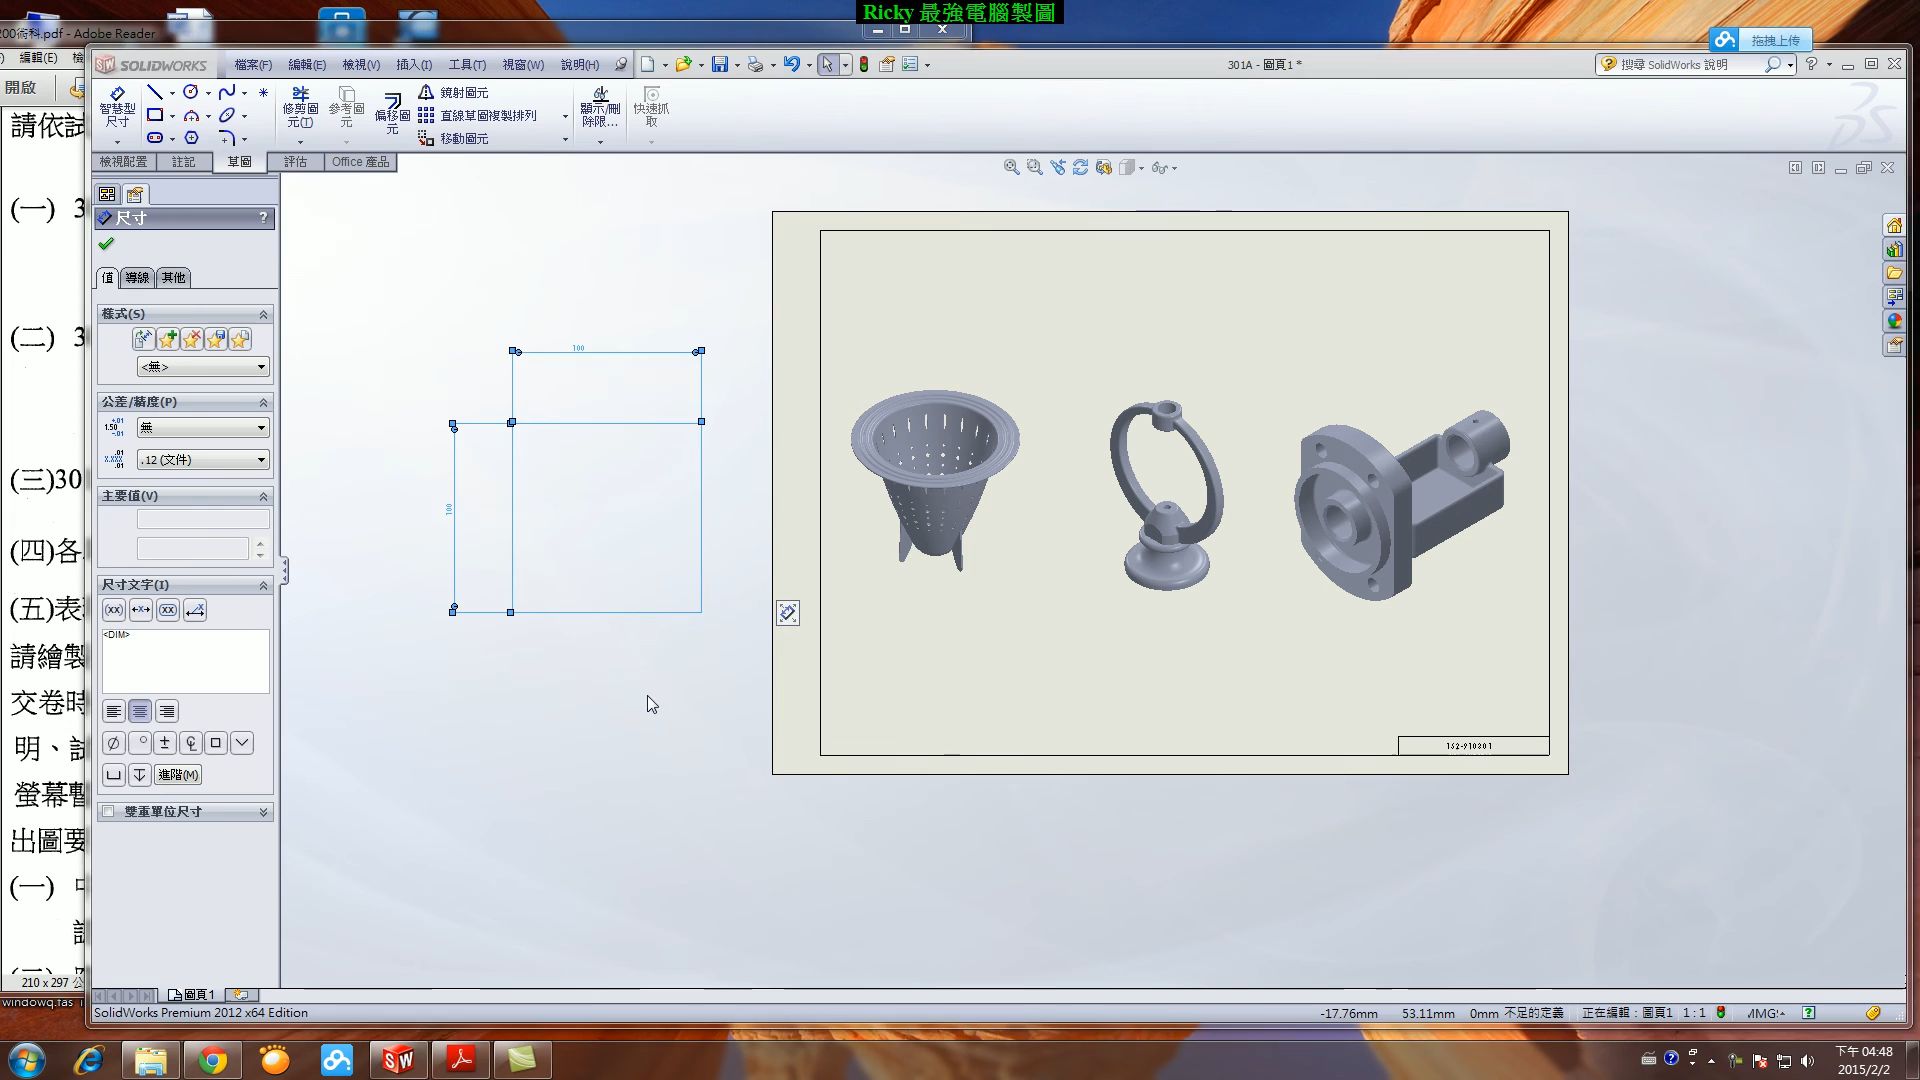 Ricky 最強電腦製圖
200術科.pdf - Adobe Reader
編輯(E)
開啟
拖拽上传
SOLIDWORKS
檔案(F)
編輯(E)
檢視(V)
插入(I)
工具(T)
視窗(W)
說明(H)
301A - 圖頁1 *
搜尋 SolidWorks 說明
智慧型尺寸
修剪圖元(T)
參考圖元
偏移圖元
鏡射圖元
直線草圖複製排列
移動圖元
顯示/刪除限...
快速抓取
檢視配置
註記
草圖
評估
Office 產品
尺寸
?
值
導線
其他
樣式(S)
<無>
公差/精度(P)
無
.12 (文件)
主要值(V)
尺寸文字(I)
<DIM>
進階(M)
雙重單位尺寸
請依試
(一) 3
(二) 3
(三)30
(四)各
(五)表
請繪製
交卷時
明、試
螢幕暫
出圖要
(一)
210 x 297 公
windowq.fas
100
100
圖頁1
SolidWorks Premium 2012 x64 Edition
-17.76mm
53.11mm
0mm
不足的定義
正在編輯：圖頁1
1 : 1
下午 04:48
2015/2/2